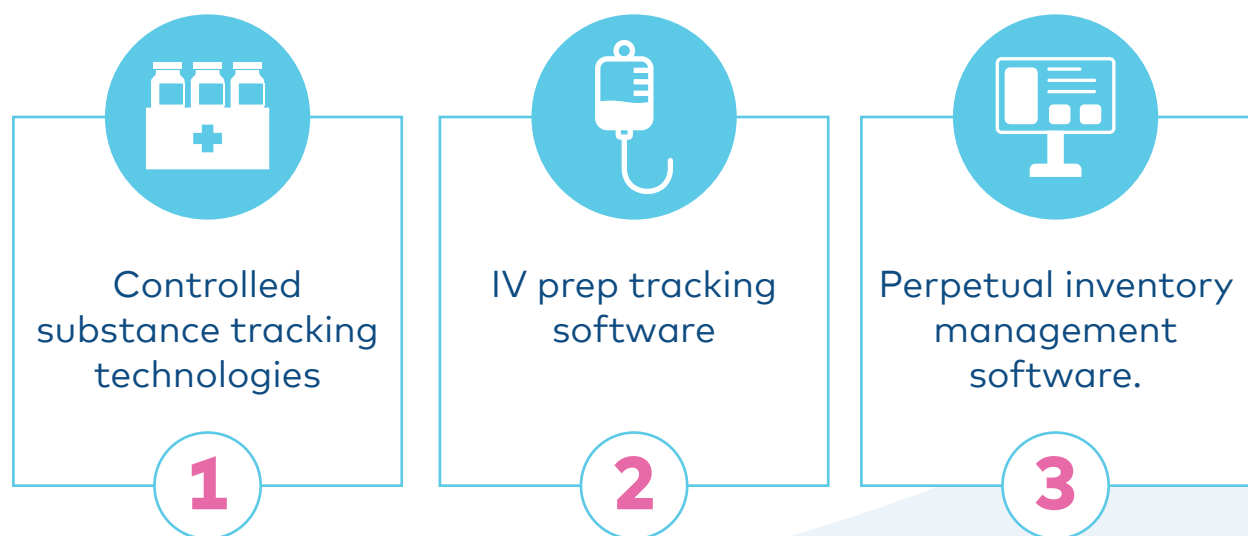 Controlled
substance tracking
technologies
1
IV prep tracking
software
2
Perpetual inventory
management
software.
3